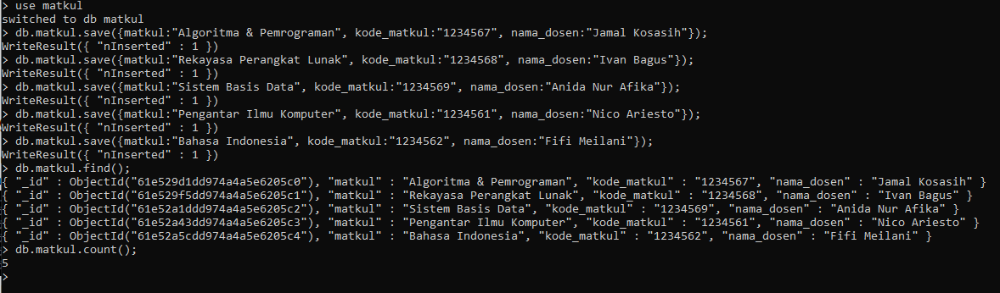 > use matkul
switched to db matkul
> db.matkul.save({matkul:"Algoritma & Pemrograman", kode_matkul:"1234567", nama_dosen:"Jamal Kosasih"});
WriteResult({ "nInserted" : 1 })
> db.matkul.save({matkul:"Rekayasa Perangkat Lunak", kode_matkul:"1234568", nama_dosen:"Ivan Bagus"});
WriteResult({ "nInserted" : 1 })
> db.matkul.save({matkul:"Sistem Basis Data", kode_matkul:"1234569", nama_dosen:"Anida Nur Afika"});
WriteResult({ "nInserted" : 1 })
> db.matkul.save({matkul:"Pengantar Ilmu Komputer", kode_matkul:"1234561", nama_dosen:"Nico Ariesto"});
WriteResult({ "nInserted" : 1 })
> db.matkul.save({matkul:"Bahasa Indonesia", kode_matkul:"1234562", nama_dosen:"Fifi Meilani"});
WriteResult({ "nInserted" : 1 })
> db.matkul.find();
{ "_id" : ObjectId("61e529d1dd974a4a5e6205c0"), "matkul" : "Algoritma & Pemrograman", "kode_matkul" : "1234567", "nama_dosen" : "Jamal Kosasih" }
{ "_id" : ObjectId("61e529f5dd974a4a5e6205c1"), "matkul" : "Rekayasa Perangkat Lunak", "kode_matkul" : "1234568", "nama_dosen" : "Ivan Bagus" }
{ "_id" : ObjectId("61e52a1ddd974a4a5e6205c2"), "matkul" : "Sistem Basis Data", "kode_matkul" : "1234569", "nama_dosen" : "Anida Nur Afika" }
{ "_id" : ObjectId("61e52a43dd974a4a5e6205c3"), "matkul" : "Pengantar Ilmu Komputer", "kode_matkul" : "1234561", "nama_dosen" : "Nico Ariesto" }
{ "_id" : ObjectId("61e52a5cdd974a4a5e6205c4"), "matkul" : "Bahasa Indonesia", "kode_matkul" : "1234562", "nama_dosen" : "Fifi Meilani" }
> db.matkul.count();
5
>